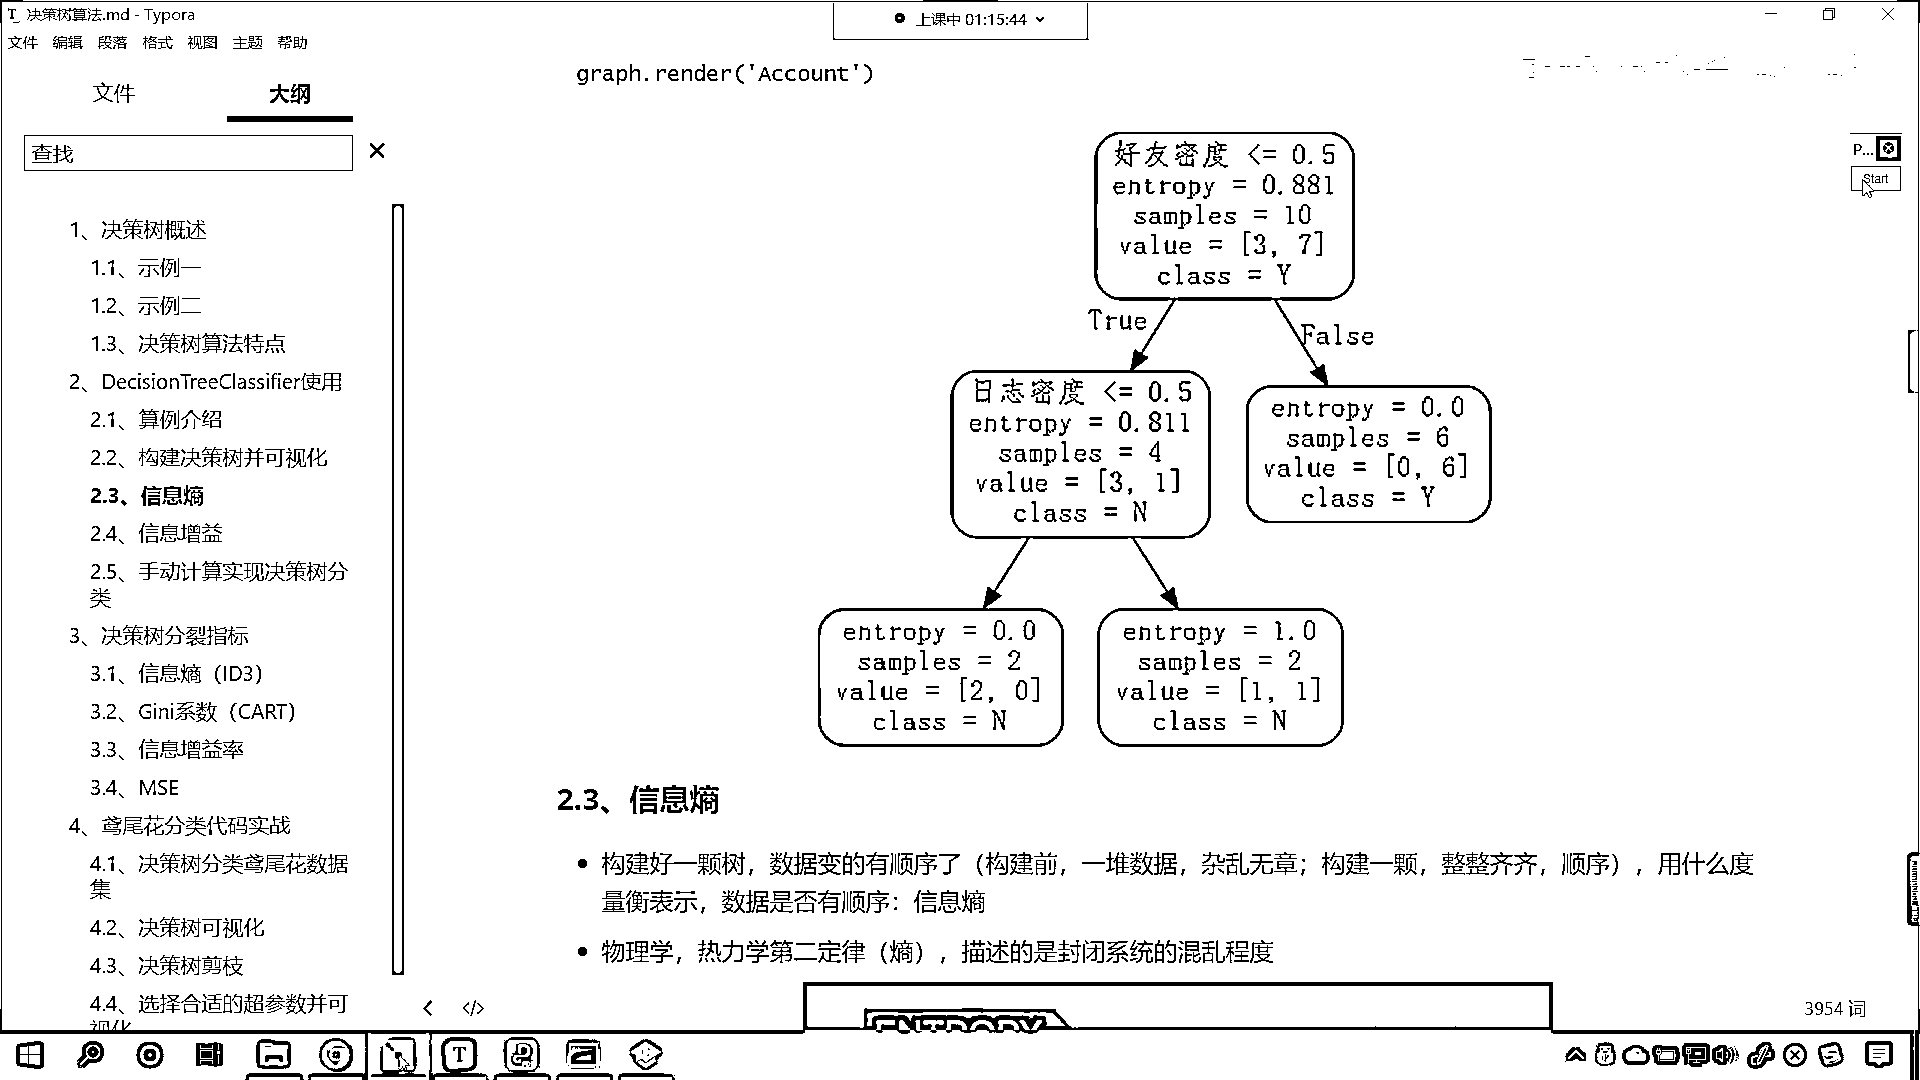 决策树算法.md - Typora
上课中 01:15:44
文件 编辑 段落 格式 视图 主题 帮助
文件 大纲
查找
1、决策树概述
1.1、示例一
1.2、示例二
1.3、决策树算法特点
2、DecisionTreeClassifier使用
2.1、算例介绍
2.2、构建决策树并可视化
2.3、信息熵
2.4、信息增益
2.5、手动计算实现决策树分
类
3、决策树分裂指标
3.1、信息熵（ID3）
3.2、Gini系数（CART）
3.3、信息增益率
3.4、MSE
4、鸢尾花分类代码实战
4.1、决策树分类鸢尾花数据
集
4.2、决策树可视化
4.3、决策树剪枝
4.4、选择合适的超参数并可
视化
graph.render('Account')
P...
Start
好友密度 <= 0.5
entropy = 0.881
samples = 10
value = [3, 7]
class = Y
True
False
日志密度 <= 0.5
entropy = 0.811
samples = 4
value = [3, 1]
class = N
entropy = 0.0
samples = 6
value = [0, 6]
class = Y
entropy = 0.0
samples = 2
value = [2, 0]
class = N
entropy = 1.0
samples = 2
value = [1, 1]
class = N
2.3、信息熵
构建好一颗树，数据变的有顺序了（构建前，一堆数据，杂乱无章；构建一颗，整整齐齐，顺序），用什么度
量衡表示，数据是否有顺序：信息熵
物理学，热力学第二定律（熵），描述的是封闭系统的混乱程度
ENTROPY
3954 词